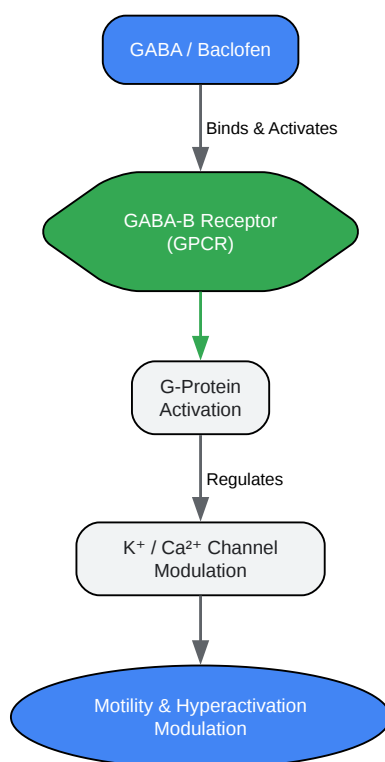 GABA / Baclofen
Binds & Activates
GABA-B Receptor
(GPCR)
G-Protein
Activation
Regulates
K⁺ / Ca²⁺ Channel
Modulation
Motility & Hyperactivation
Modulation